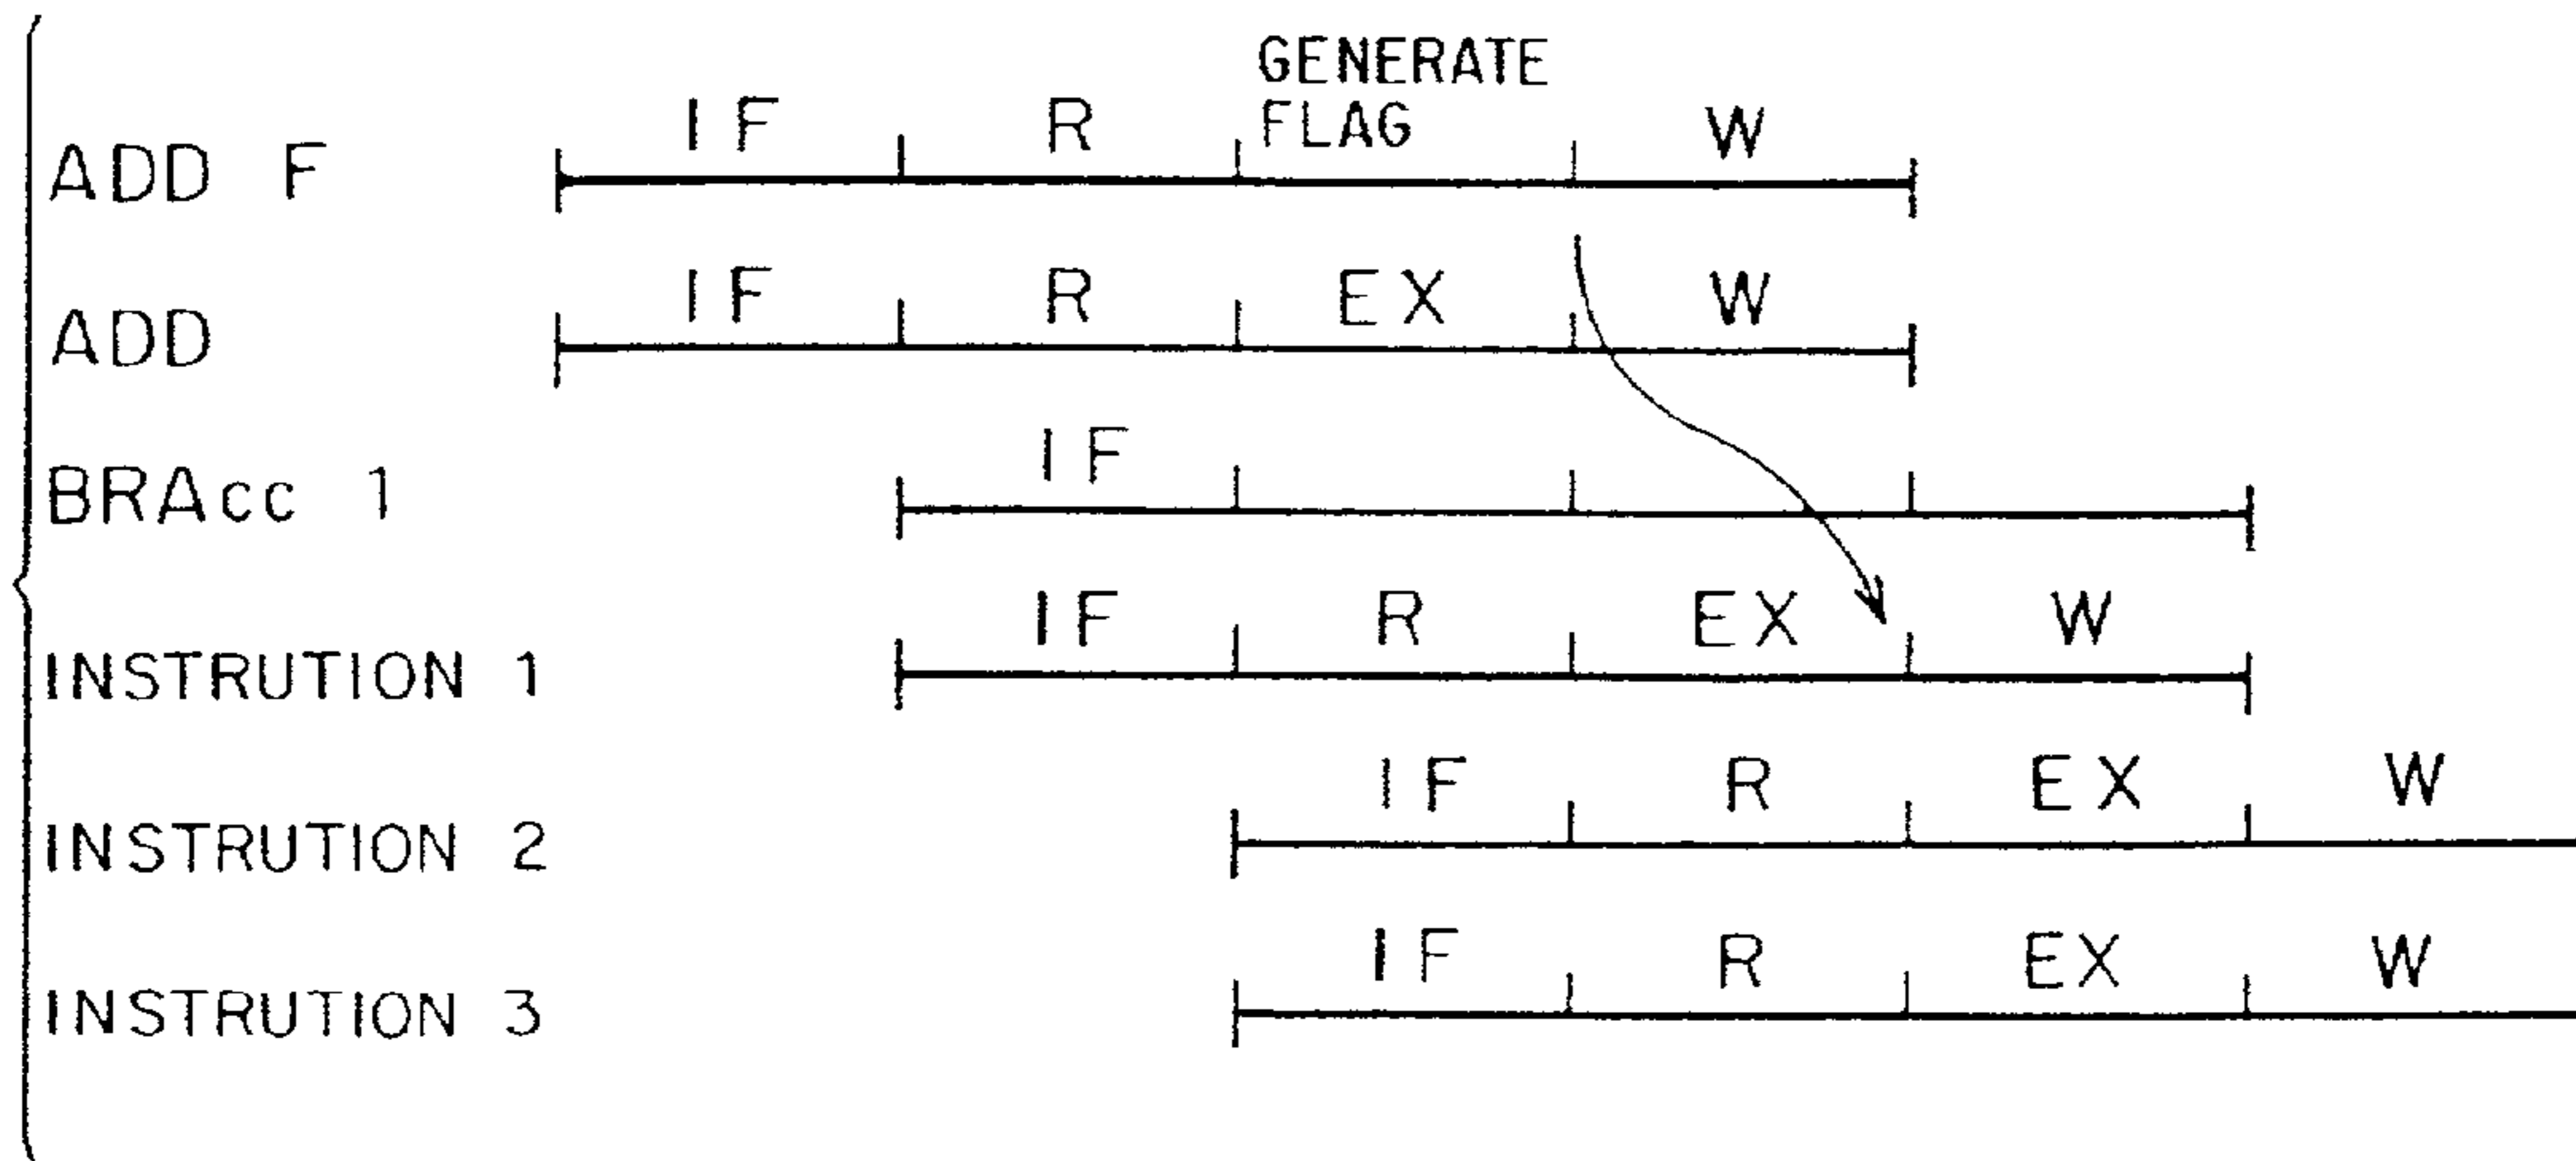 GENERATE
ADD F IF R FLAG W
ADD IF R EX W
BRAcc 1 IF
INSTRUTION 1 IF R EX W
INSTRUTION 2 IF R EX W
INSTRUTION 3 IF R EX W